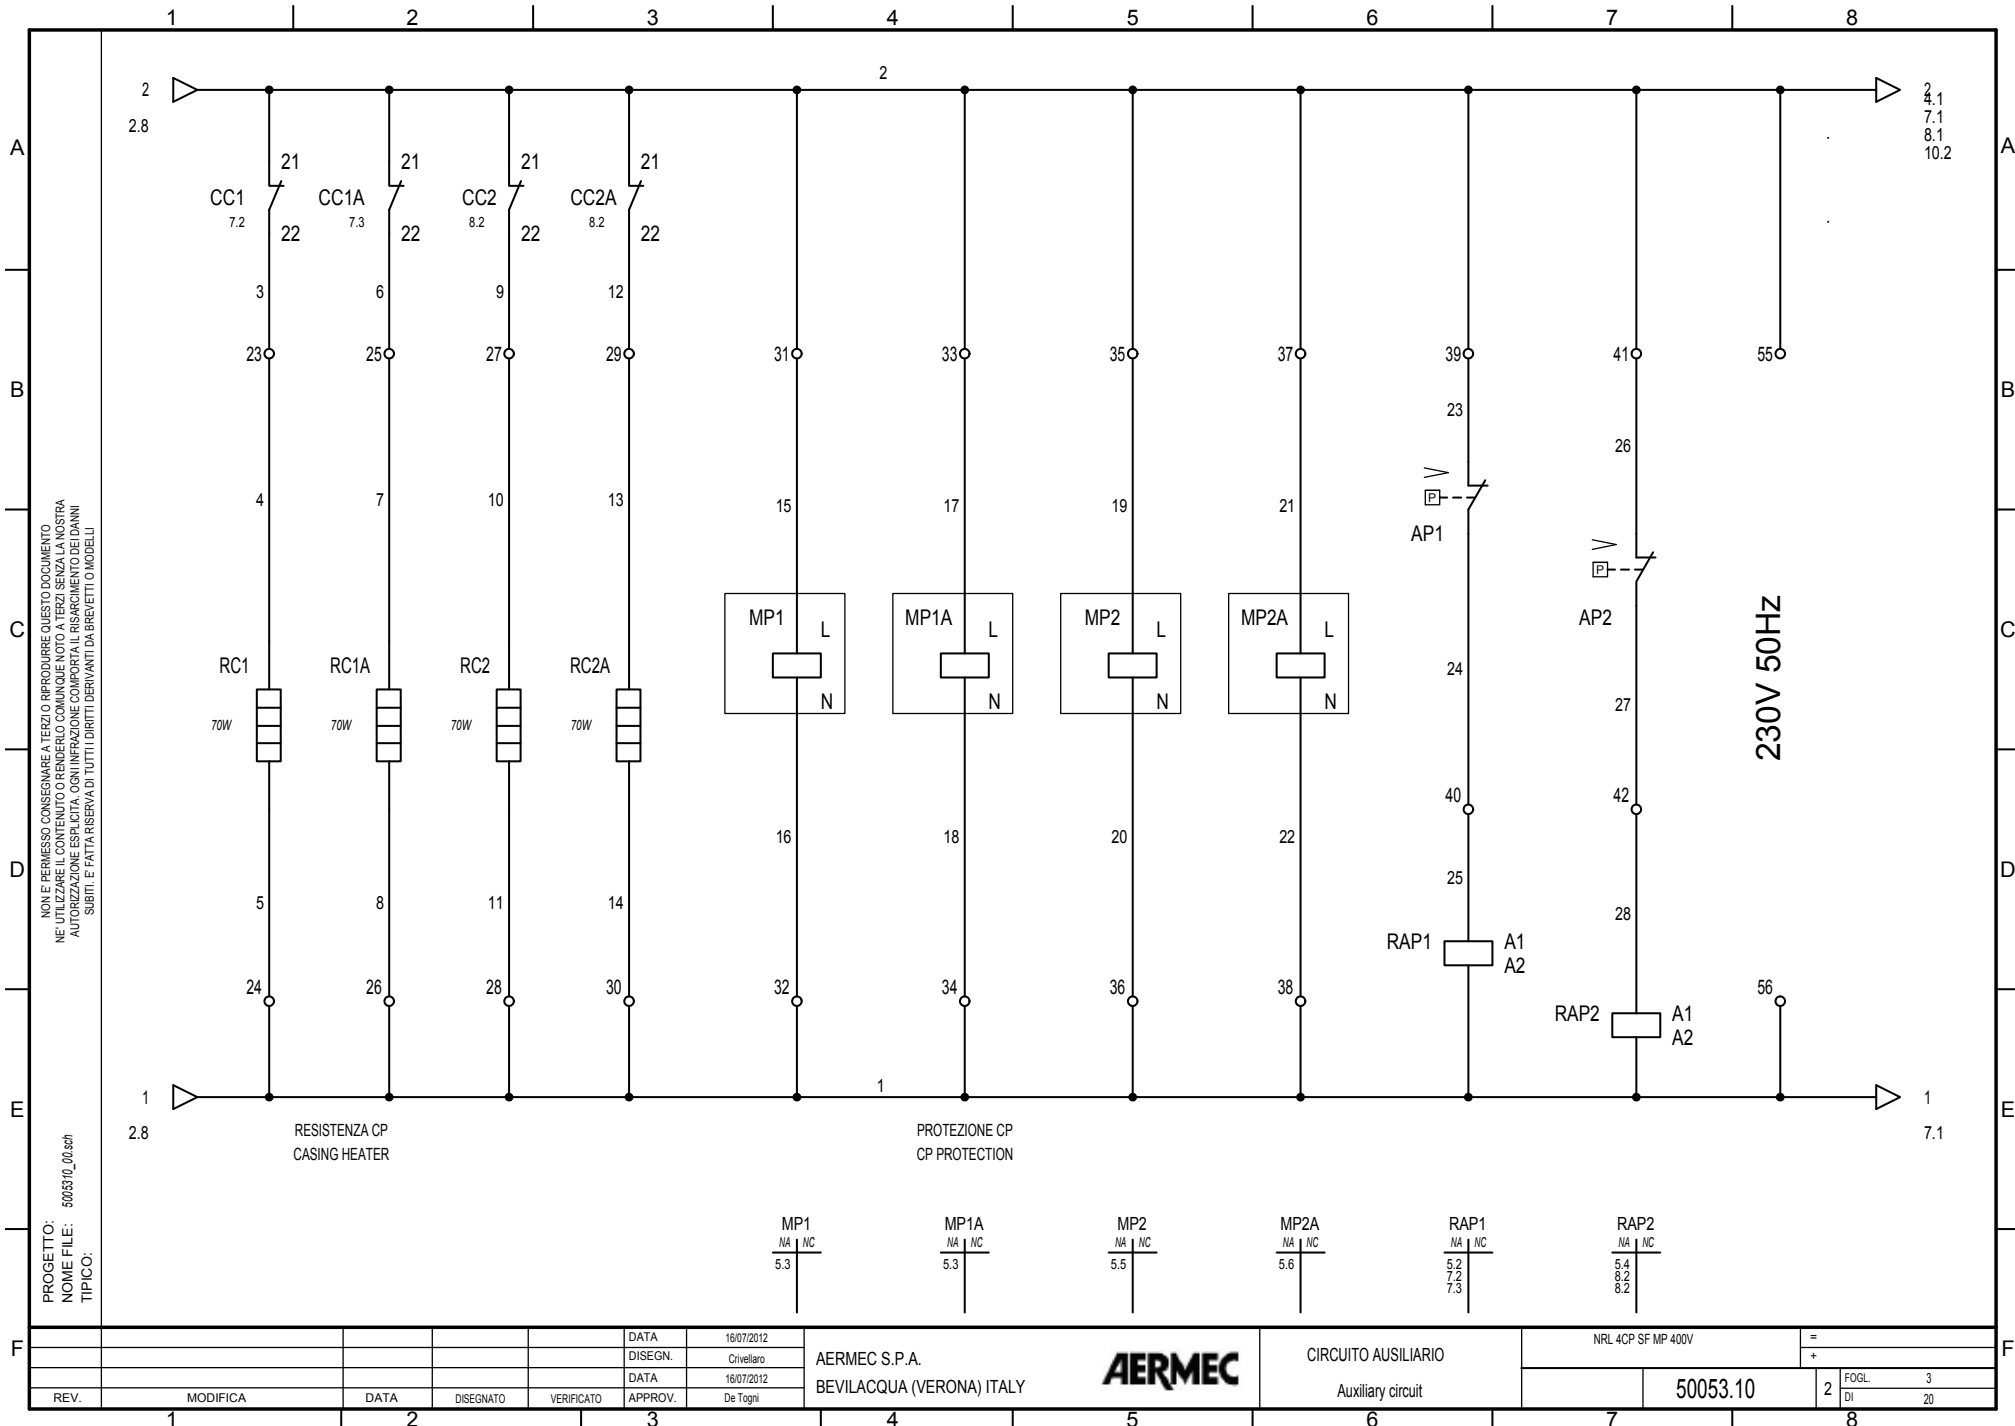 1 2 3 4 5 6 7 8
2 2 2
2.8 4.1
7.1
8.1
10.2
A A
21 21 21 21
CC1 CC1A CC2 CC2A
7.2 7.3 8.2 8.2
22 22 22 22
3 6 9 12
23 25 27 29 31 33 35 37 39 41 55
B B
23
26
4 7 10 13 15 17 19 21 P
AP1
P
MP1 L MP1A L MP2 L MP2A L AP2
C C
RC1 RC1A RC2 RC2A 24
N N N N
70W 70W 70W 70W 27
230V 50Hz
40 42
16 18 20 22
D D
25
5 8 11 14 28
RAP1 A1
A2
24 26 28 30 32 34 36 38 56
RAP2 A1
A2
1 1 1
E E
2.8 7.1
RESISTENZA CP PROTEZIONE CP
CASING HEATER CP PROTECTION
MP1 MP1A MP2 MP2A RAP1 RAP2
NA NC NA NC NA NC NA NC NA NC NA NC
5.3 5.3 5.5 5.6 5.2 5.4
7.2 8.2
7.3 8.2
NON E' PERMESSO CONSEGNARE A TERZI O RIPRODURRE QUESTO DOCUMENTO
NE' UTILIZZARE IL CONTENUTO O RENDERLO COMUNQUE NOTO A TERZI SENZA LA NOSTRA
AUTORIZZAZIONE ESPLICITA. OGNI INFRAZIONE COMPORTA IL RISARCIMENTO DEI DANNI
SUBITI. E' FATTA RISERVA DI TUTTI I DIRITTI DERIVANTI DA BREVETTI O MODELLI
PROGETTO:
NOME FILE: 5005310_00.sch
TIPICO:
F F
DATA 16/07/2012
DISEGN. Crivellaro
DATA 16/07/2012
REV. MODIFICA DATA DISEGNATO VERIFICATO APPROV. De Togni
AERMEC S.P.A.
BEVILACQUA (VERONA) ITALY
AERMEC
CIRCUITO AUSILIARIO
Auxiliary circuit
NRL 4CP SF MP 400V =
+
50053.10 2 FOGL. 3
DI 20
1 2 3 4 5 6 7 8